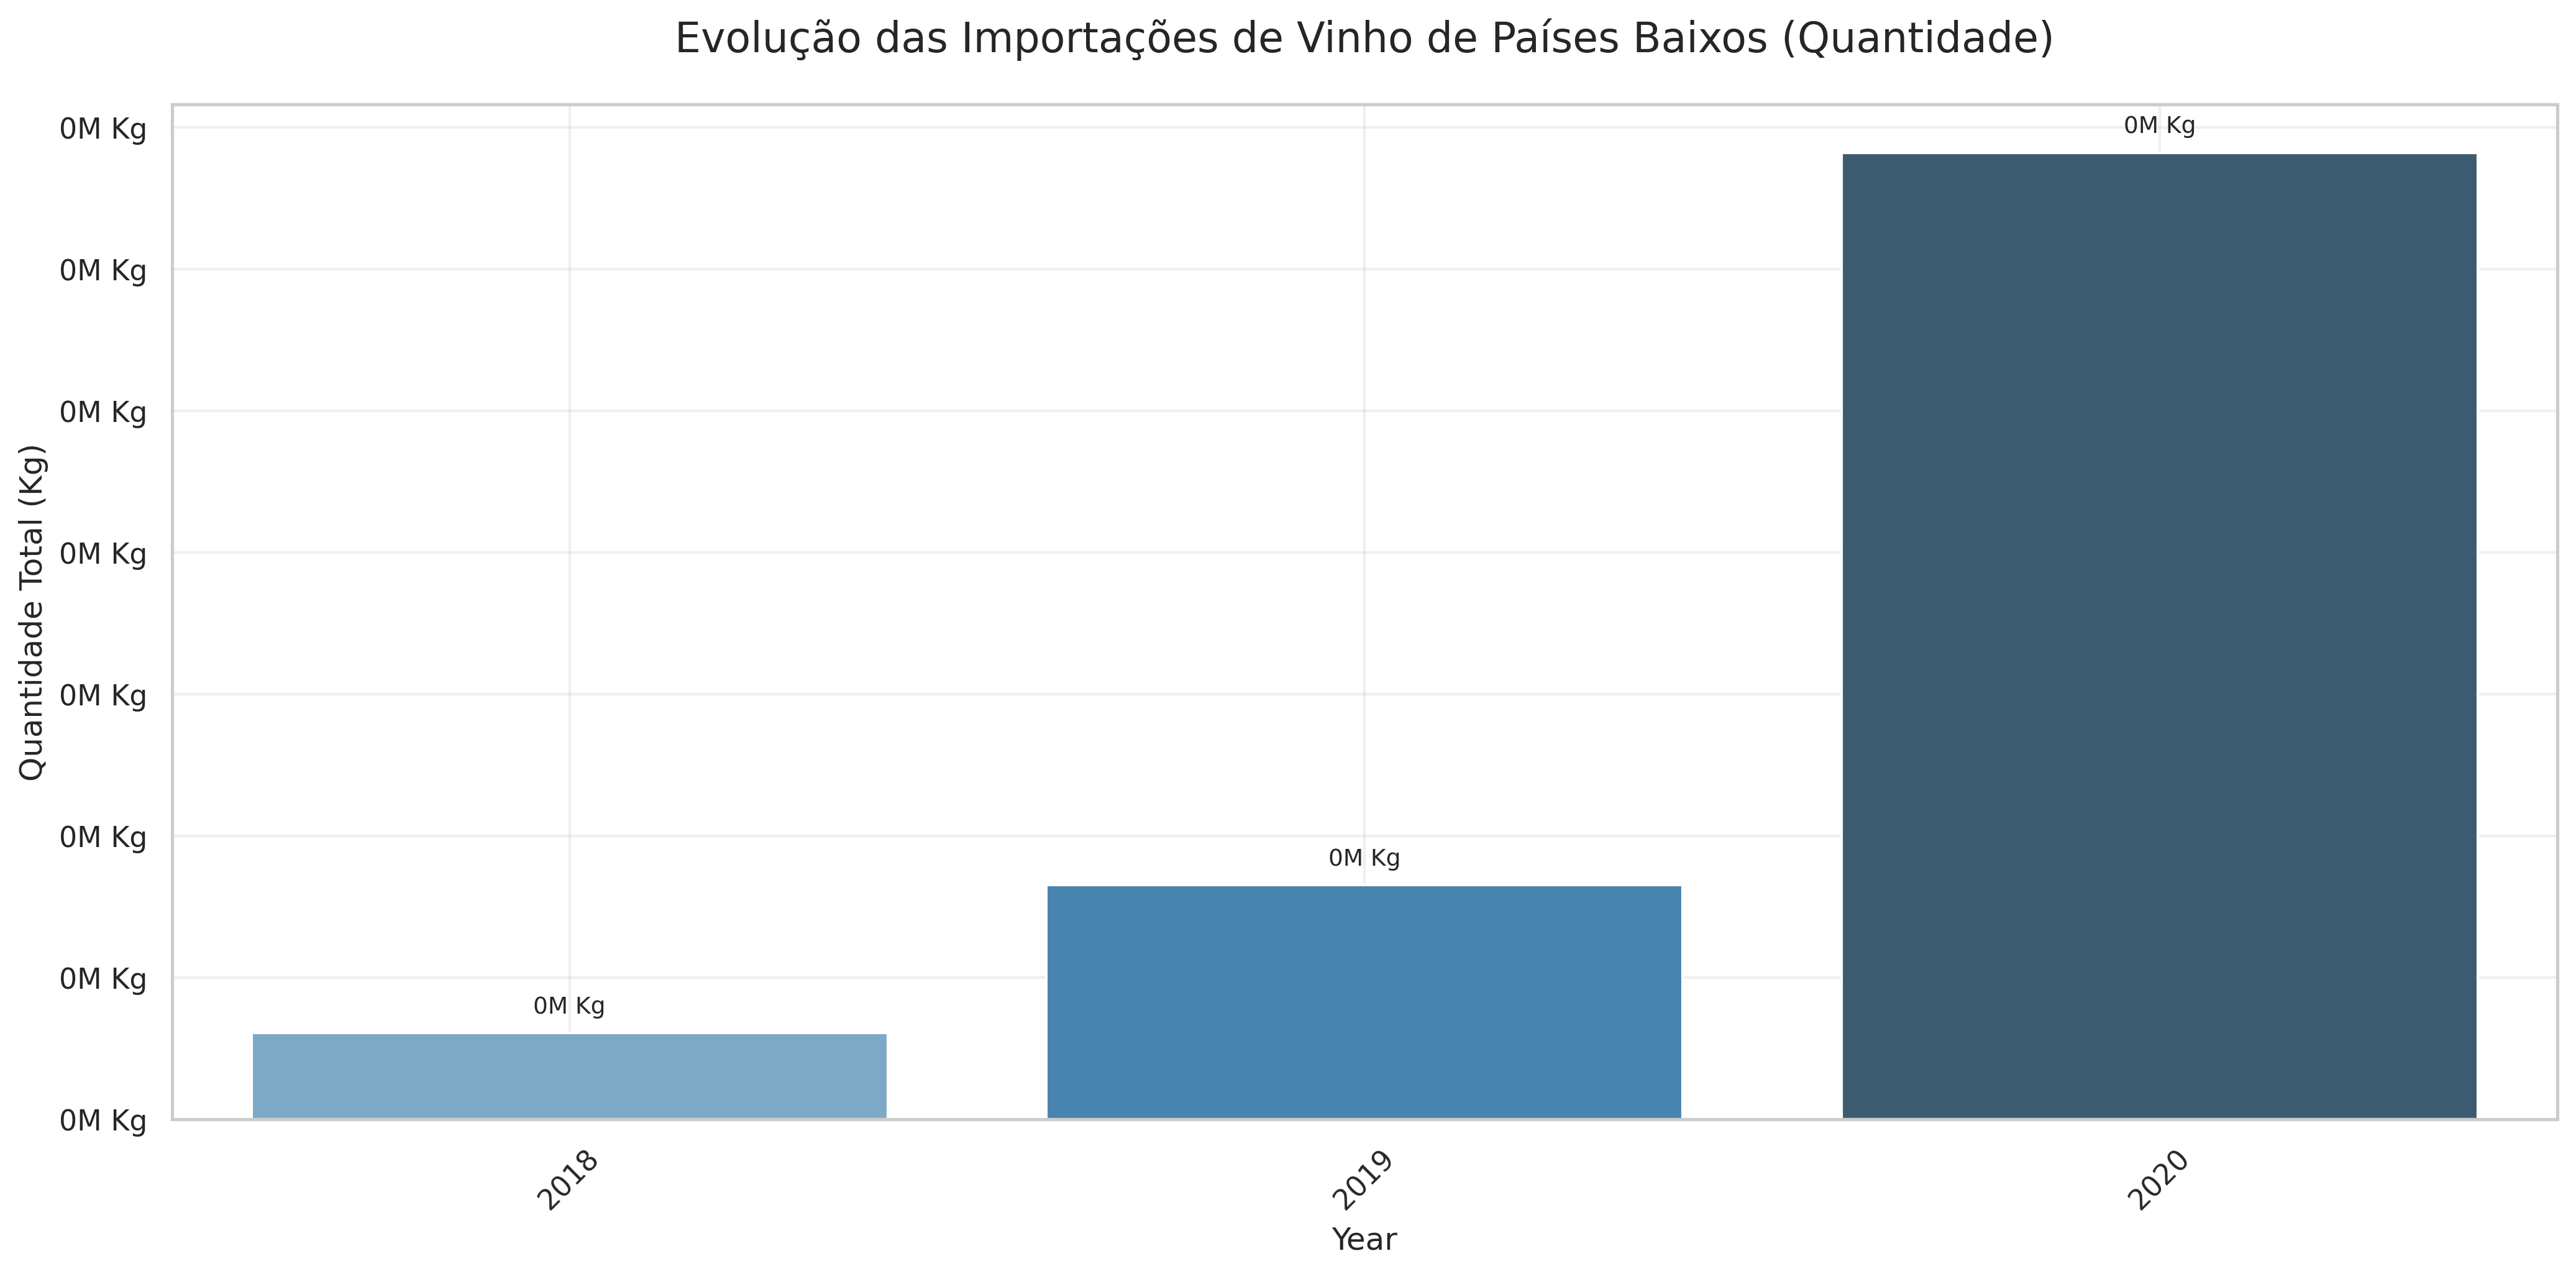 Evolução das Importações de Vinho de Países Baixos (Quantidade)
Quantidade Total (Kg)
0M Kg
0M Kg
0M Kg
0M Kg
0M Kg
0M Kg
0M Kg
0M Kg
0M Kg
0M Kg
0M Kg
2018
2019
2020
Year